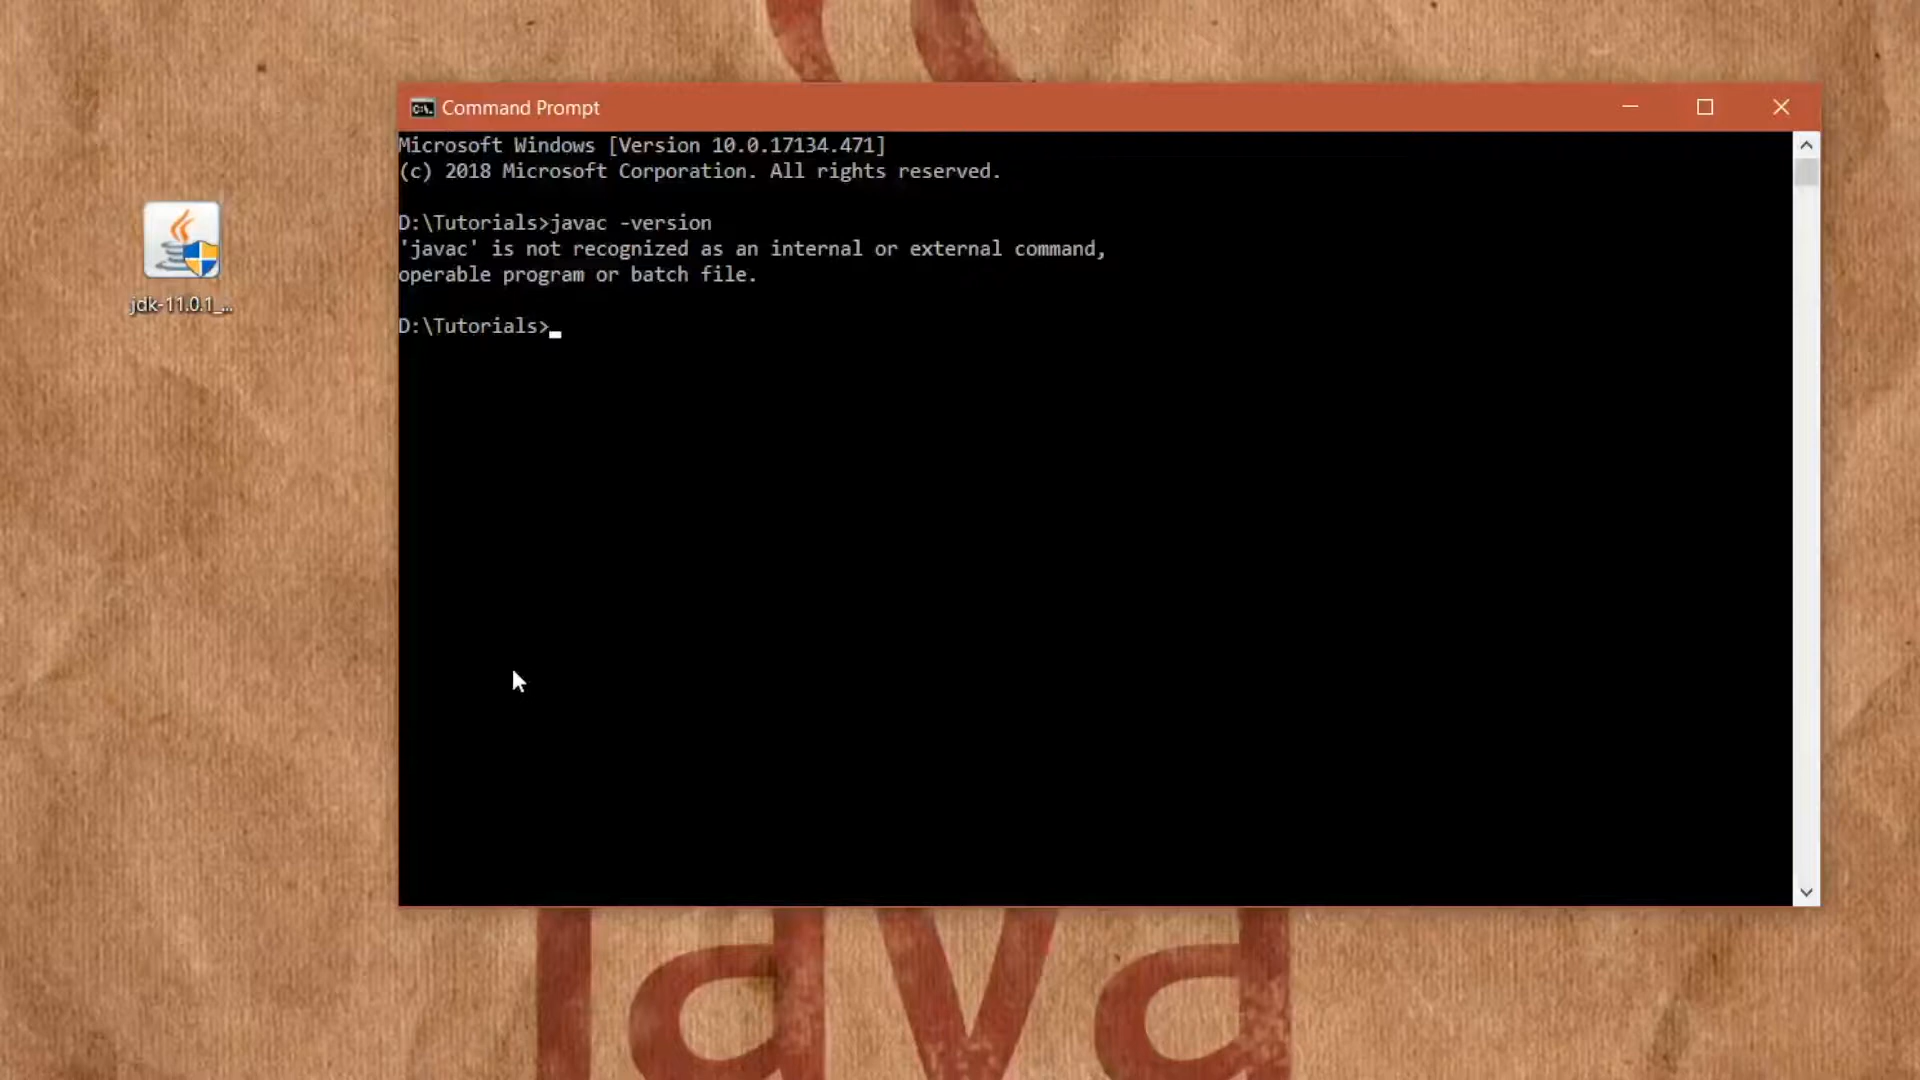 Command Prompt
Microsoft Windows [Version 10.0.17134.471]
(c) 2018 Microsoft Corporation. All rights reserved.
D:\Tutorials>javac -version
'javac' is not recognized as an internal or external command,
operable program or batch file.
D:\Tutorials>
jdk-11.0.1_...
Java